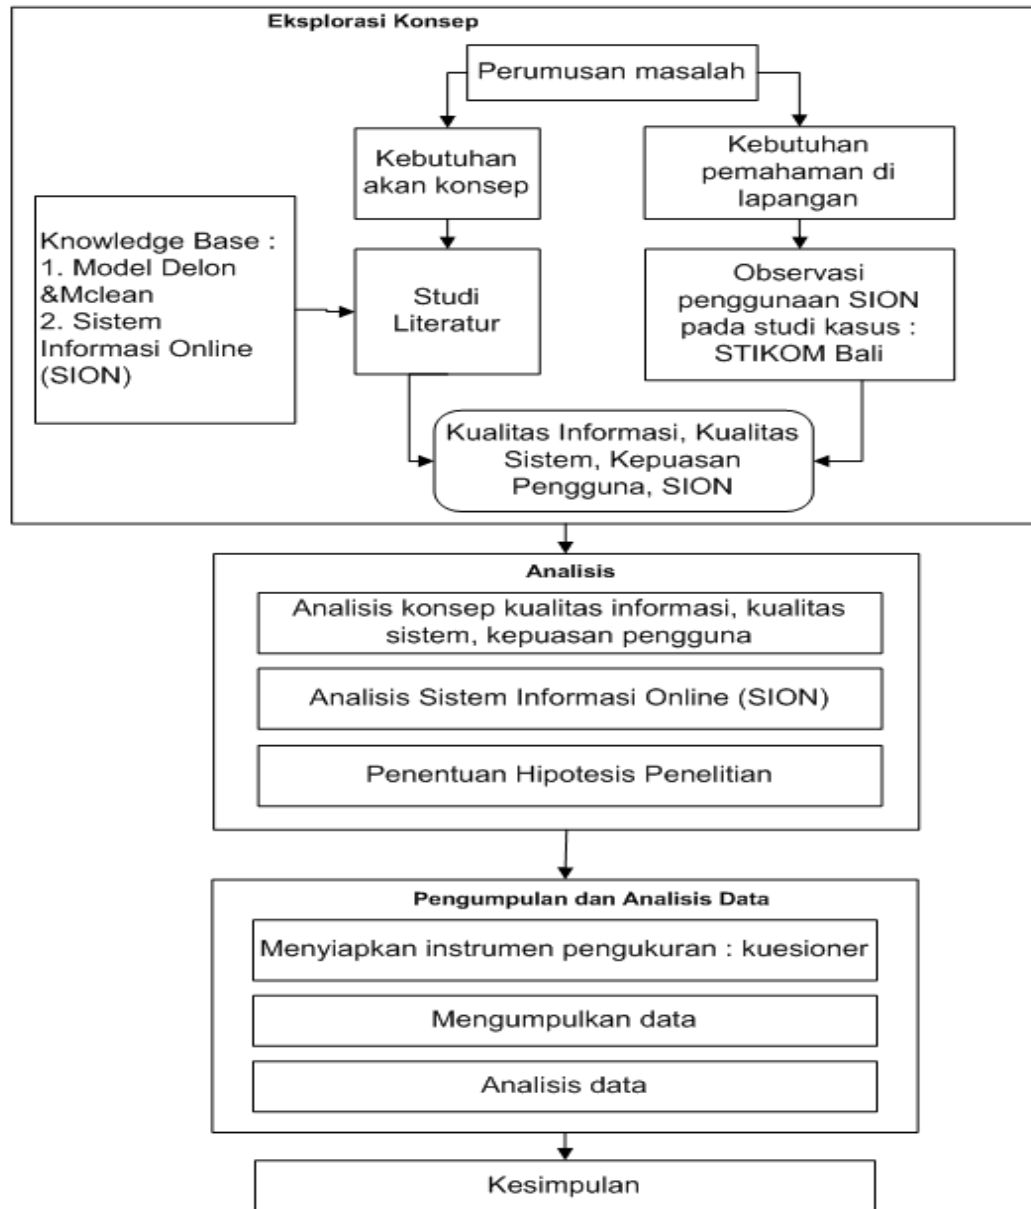 Eksplorasi Konsep
Perumusan masalah
Kebutuhan
akan konsep
Kebutuhan
pemahaman di
lapangan
Knowledge Base :
1. Model Delon
&Mclean
2. Sistem
Informasi Online
(SION)
Studi
Literatur
Observasi
penggunaan SION
pada studi kasus :
STIKOM Bali
Kualitas Informasi, Kualitas
Sistem, Kepuasan
Pengguna, SION
Analisis
Analisis konsep kualitas informasi, kualitas
sistem, kepuasan pengguna
Analisis Sistem Informasi Online (SION)
Penentuan Hipotesis Penelitian
Pengumpulan dan Analisis Data
Menyiapkan instrumen pengukuran : kuesioner
Mengumpulkan data
Analisis data
Kesimpulan